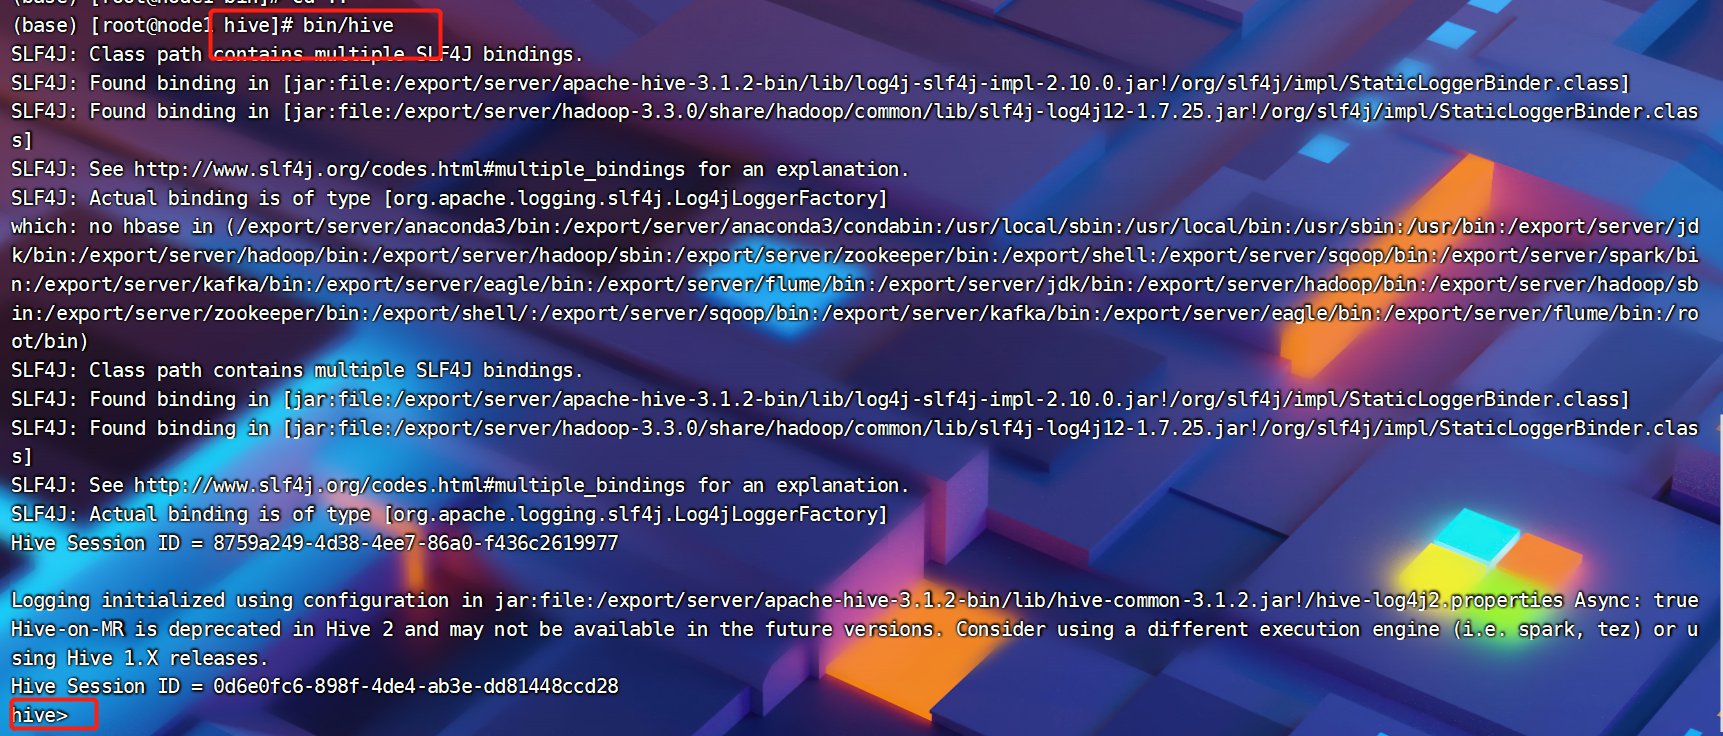 (base) [root@node1 bin]# cd ..
(base) [root@node1 hive]# bin/hive
SLF4J: Class path contains multiple SLF4J bindings.
SLF4J: Found binding in [jar:file:/export/server/apache-hive-3.1.2-bin/lib/log4j-slf4j-impl-2.10.0.jar!/org/slf4j/impl/StaticLoggerBinder.class]
SLF4J: Found binding in [jar:file:/export/server/hadoop-3.3.0/share/hadoop/common/lib/slf4j-log4j12-1.7.25.jar!/org/slf4j/impl/StaticLoggerBinder.clas
s]
SLF4J: See http://www.slf4j.org/codes.html#multiple_bindings for an explanation.
SLF4J: Actual binding is of type [org.apache.logging.slf4j.Log4jLoggerFactory]
which: no hbase in (/export/server/anaconda3/bin:/export/server/anaconda3/condabin:/usr/local/sbin:/usr/local/bin:/usr/sbin:/usr/bin:/export/server/jd
k/bin:/export/server/hadoop/bin:/export/server/hadoop/sbin:/export/server/zookeeper/bin:/export/shell:/export/server/sqoop/bin:/export/server/spark/bi
n:/export/server/kafka/bin:/export/server/eagle/bin:/export/server/flume/bin:/export/server/jdk/bin:/export/server/hadoop/bin:/export/server/hadoop/sb
in:/export/server/zookeeper/bin:/export/shell/:/export/server/sqoop/bin:/export/server/kafka/bin:/export/server/eagle/bin:/export/server/flume/bin:/ro
ot/bin)
SLF4J: Class path contains multiple SLF4J bindings.
SLF4J: Found binding in [jar:file:/export/server/apache-hive-3.1.2-bin/lib/log4j-slf4j-impl-2.10.0.jar!/org/slf4j/impl/StaticLoggerBinder.class]
SLF4J: Found binding in [jar:file:/export/server/hadoop-3.3.0/share/hadoop/common/lib/slf4j-log4j12-1.7.25.jar!/org/slf4j/impl/StaticLoggerBinder.clas
s]
SLF4J: See http://www.slf4j.org/codes.html#multiple_bindings for an explanation.
SLF4J: Actual binding is of type [org.apache.logging.slf4j.Log4jLoggerFactory]
Hive Session ID = 8759a249-4d38-4ee7-86a0-f436c2619977
Logging initialized using configuration in jar:file:/export/server/apache-hive-3.1.2-bin/lib/hive-common-3.1.2.jar!/hive-log4j2.properties Async: true
Hive-on-MR is deprecated in Hive 2 and may not be available in the future versions. Consider using a different execution engine (i.e. spark, tez) or u
sing Hive 1.X releases.
Hive Session ID = 0d6e0fc6-898f-4de4-ab3e-dd81448ccd28
hive>